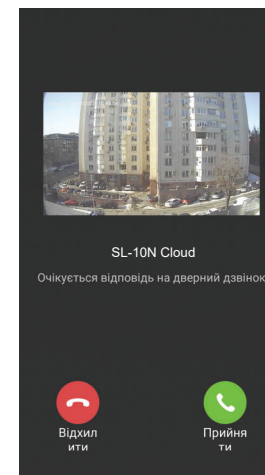 SL-10N Cloud
Очікується відповідь на дверний дзвінок
Відхил
ити
Прийня
ти